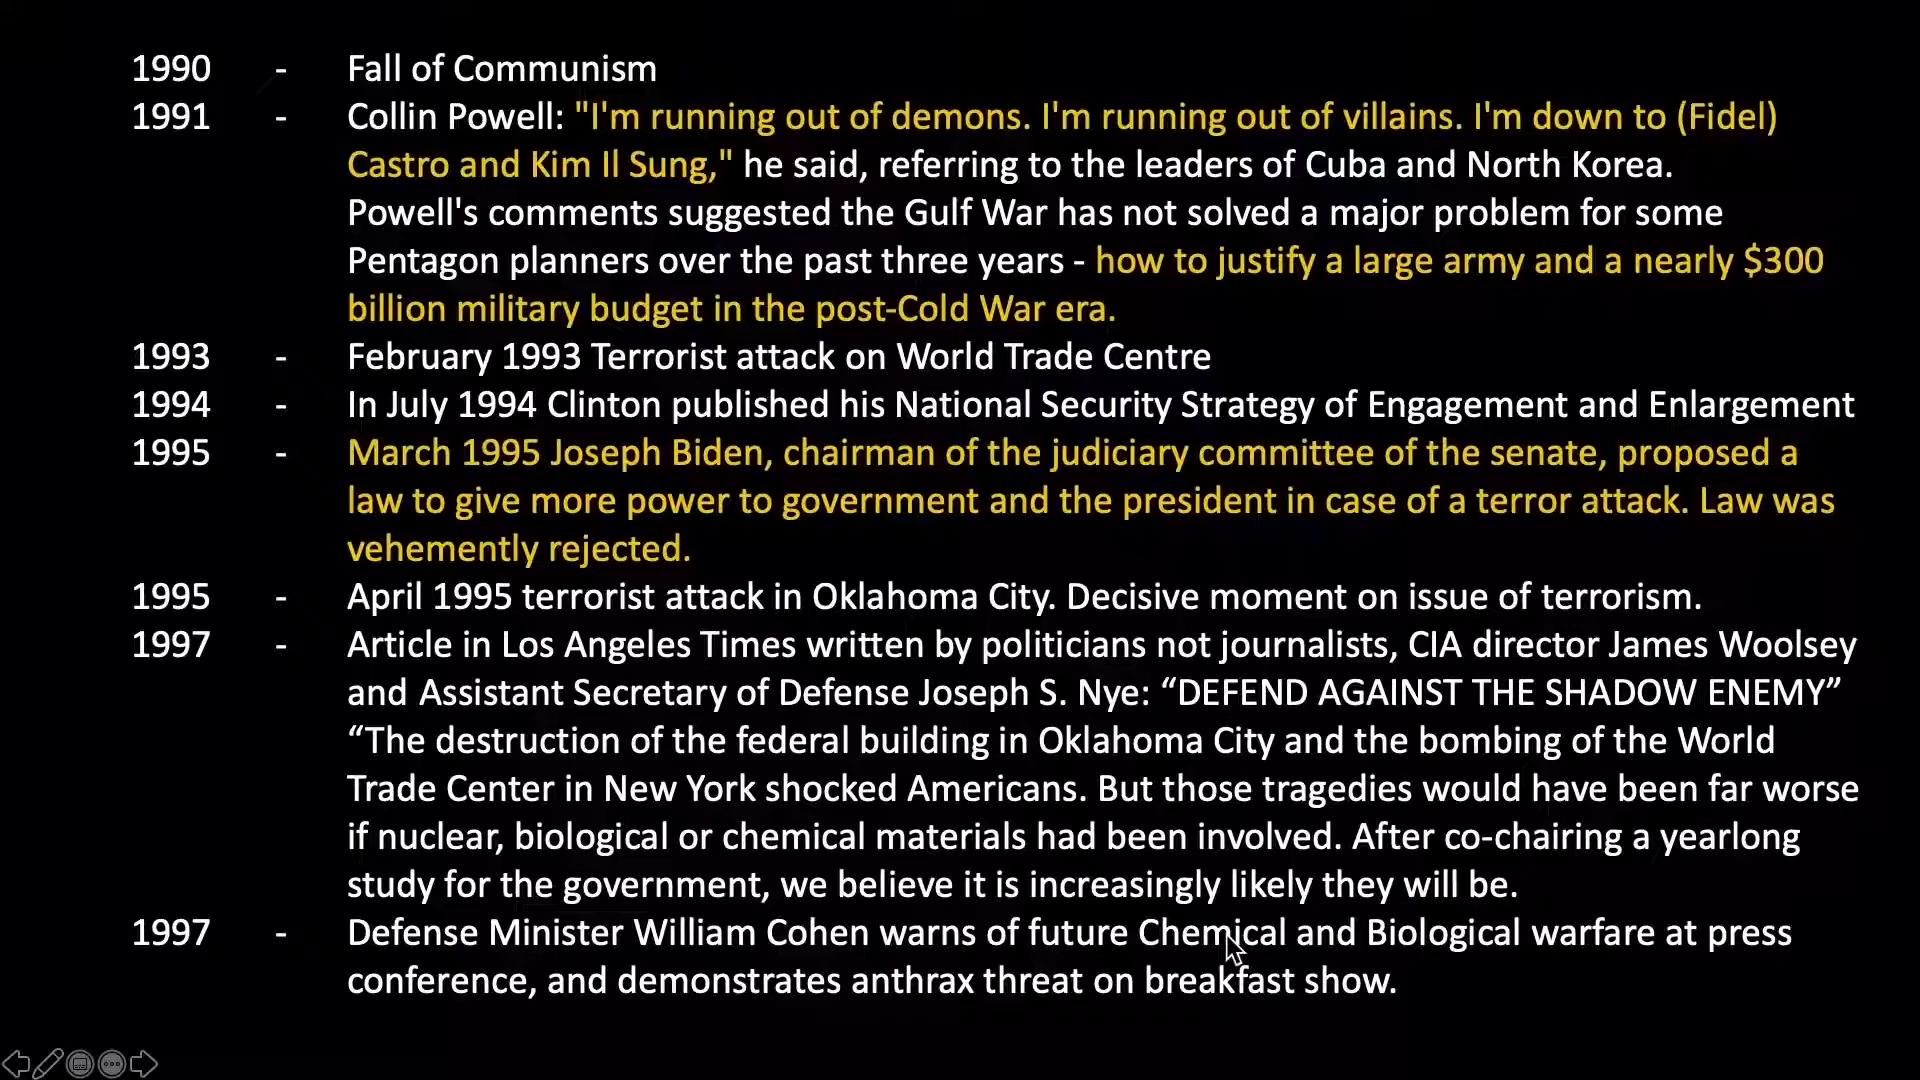 1990 - Fall of Communism
1991 - Collin Powell: "I'm running out of demons. I'm running out of villains. I'm down to (Fidel)
Castro and Kim Il Sung," he said, referring to the leaders of Cuba and North Korea.
Powell's comments suggested the Gulf War has not solved a major problem for some
Pentagon planners over the past three years - how to justify a large army and a nearly $300
billion military budget in the post-Cold War era.
1993 - February 1993 Terrorist attack on World Trade Centre
1994 - In July 1994 Clinton published his National Security Strategy of Engagement and Enlargement
1995 - March 1995 Joseph Biden, chairman of the judiciary committee of the senate, proposed a
law to give more power to government and the president in case of a terror attack. Law was
vehemently rejected.
1995 - April 1995 terrorist attack in Oklahoma City. Decisive moment on issue of terrorism.
1997 - Article in Los Angeles Times written by politicians not journalists, CIA director James Woolsey
and Assistant Secretary of Defense Joseph S. Nye: “DEFEND AGAINST THE SHADOW ENEMY”
“The destruction of the federal building in Oklahoma City and the bombing of the World
Trade Center in New York shocked Americans. But those tragedies would have been far worse
if nuclear, biological or chemical materials had been involved. After co-chairing a yearlong
study for the government, we believe it is increasingly likely they will be.
1997 - Defense Minister William Cohen warns of future Chemical and Biological warfare at press
conference, and demonstrates anthrax threat on breakfast show.